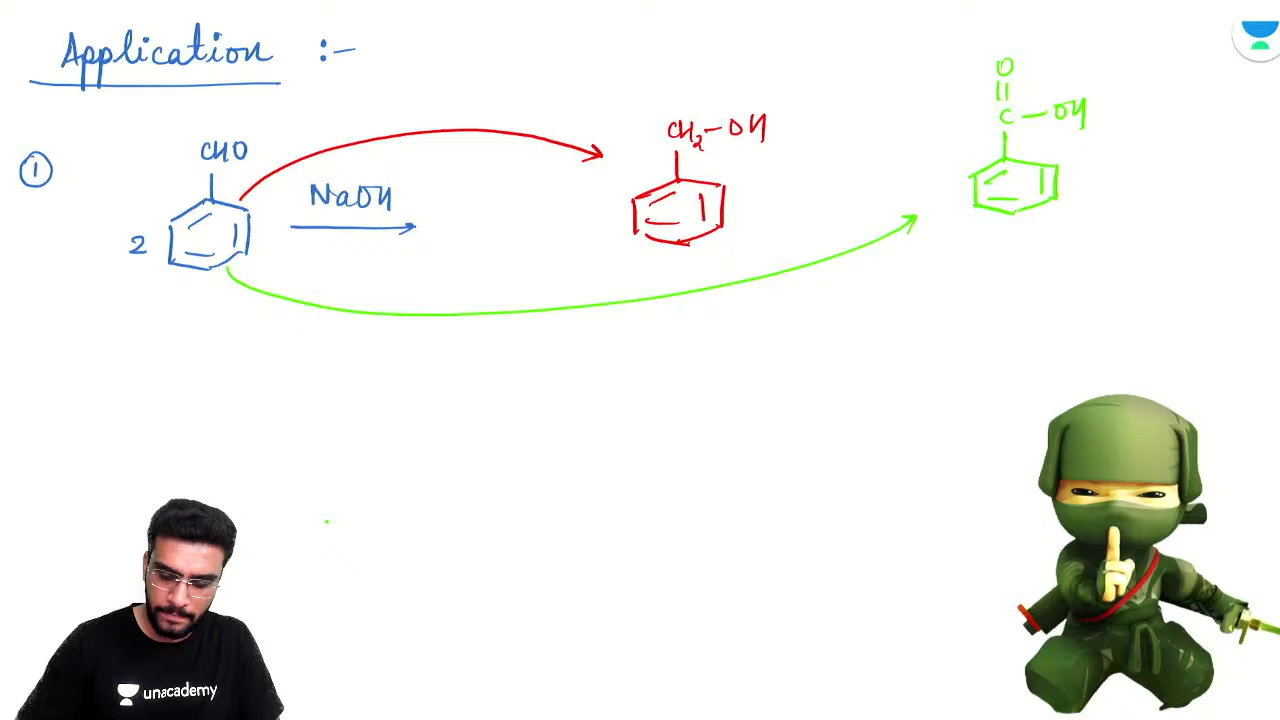 Application :-
①
CHO
2
NaOH
CH2-OH
O
||
C-OH
unacademy